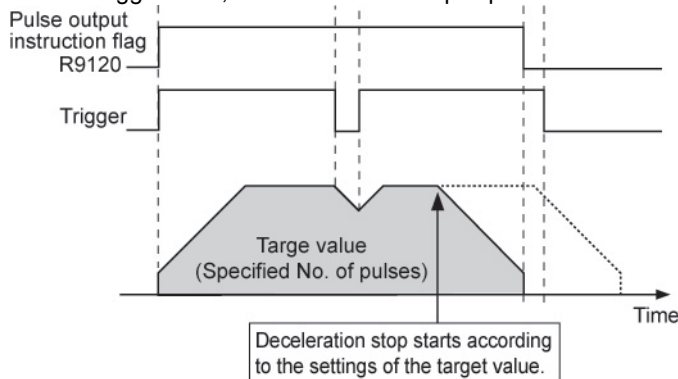 Pulse output
instruction flag
R9120
Trigger
Targe value
(Specified No. of pulses)
Time
Deceleration stop starts according
to the settings of the target value.